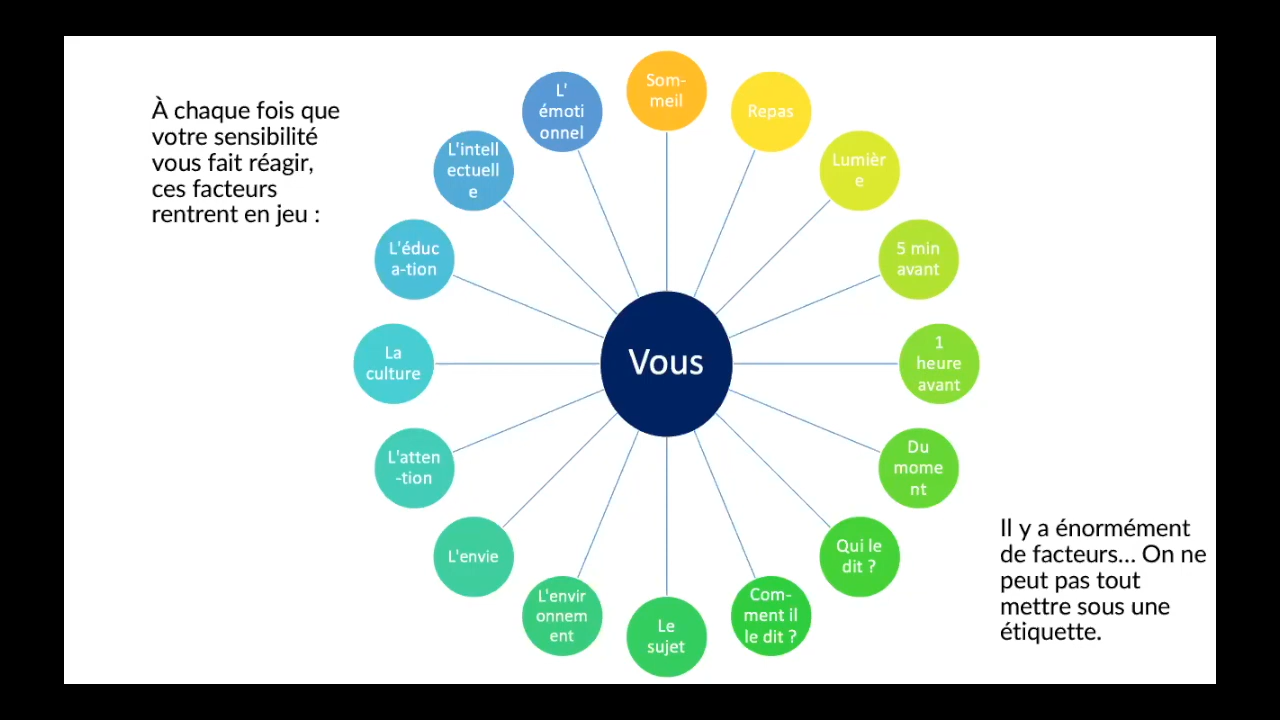 À chaque fois que
votre sensibilité
vous fait réagir,
ces facteurs
rentrent en jeu :
Som-
meil
Repas
Lumièr
e
5 min
avant
1
heure
avant
Du
mome
nt
Qui le
dit ?
Com-
ment il
le dit ?
Le
sujet
L'envir
onnem
ent
L'envie
L'atten
-tion
La
culture
L'éduc
a-tion
L'intell
ectuell
e
L'
émoti
onnel
Vous
Il y a énormément
de facteurs... On ne
peut pas tout
mettre sous une
étiquette.